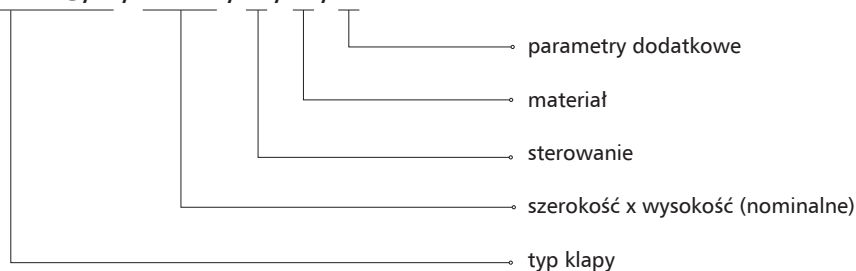 parametry dodatkowe
materiał
sterowanie
szerokość x wysokość (nominalne)
typ klapy